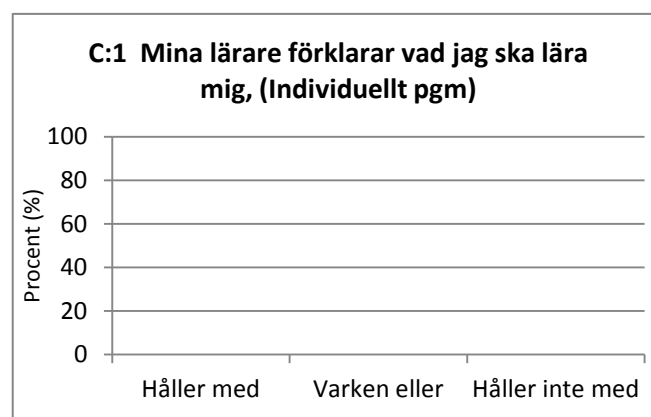 C:1 Mina lärare förklarar vad jag ska lära
mig, (Individuellt pgm)
Procent (%)
100
80
60
40
20
0
Håller med
Varken eller
Håller inte med